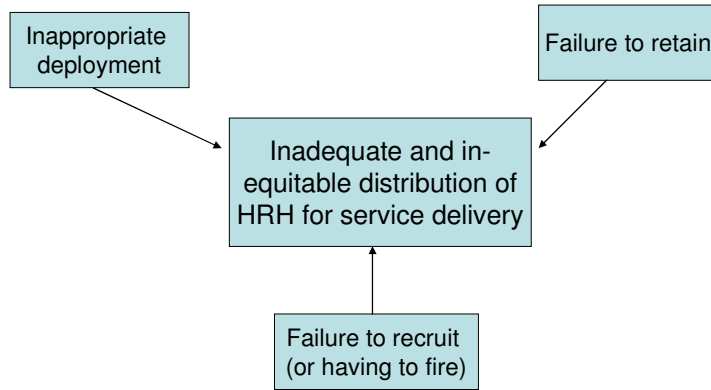 Inappropriate
deployment
Failure to retain
Inadequate and in-
equitable distribution of
HRH for service delivery
Failure to recruit
(or having to fire)